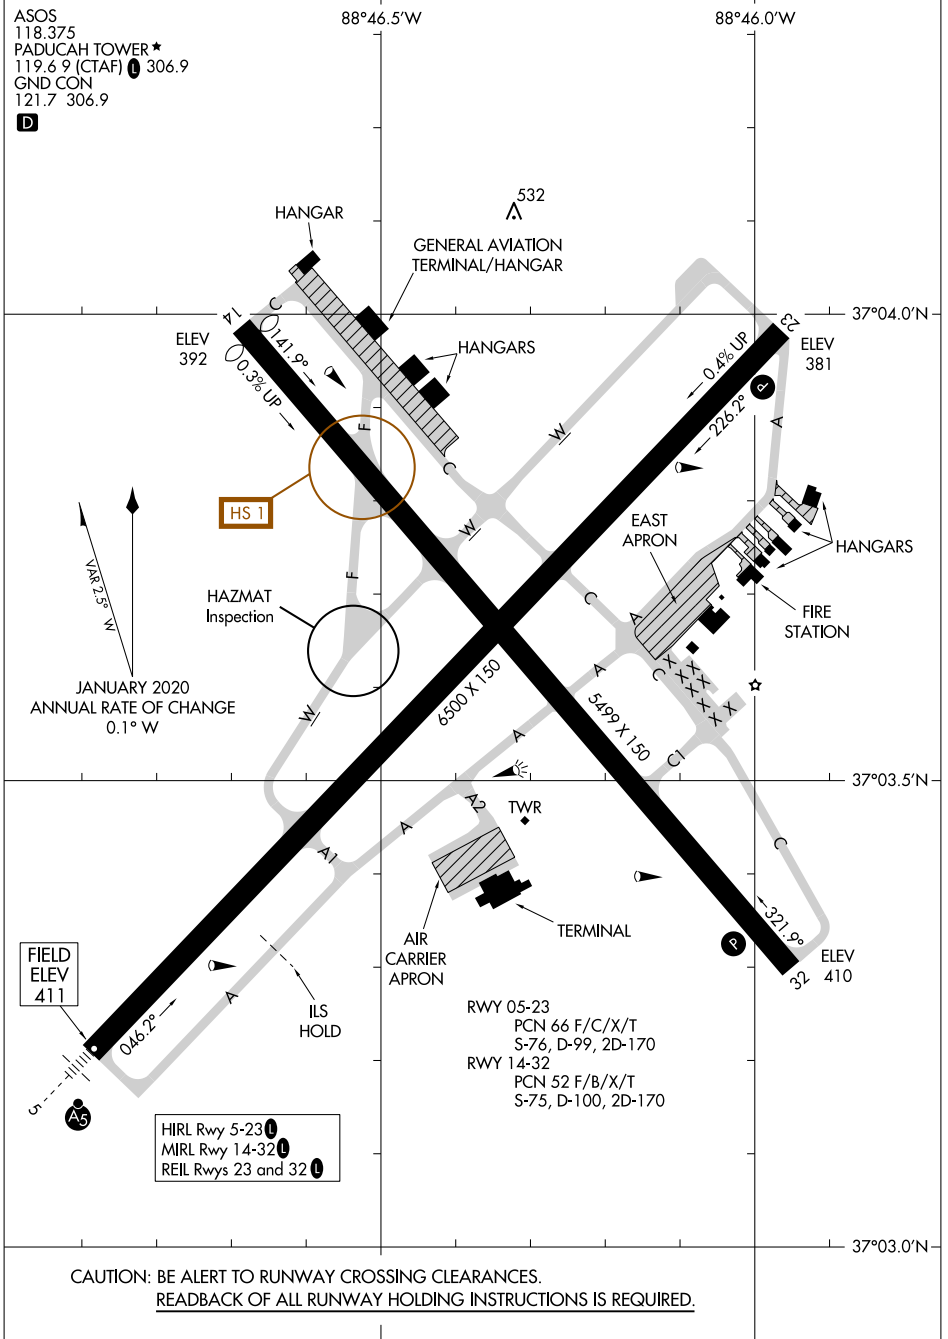 ASOS
118.375
PADUCAH TOWER★
119.6 9 (CTAF) L 306.9
GND CON
121.7 306.9
D
88°46.5'W
88°46.0'W
532
HANGAR
GENERAL AVIATION
TERMINAL/HANGAR
37°04.0'N
14
C
23
ELEV
392
141.9°
0.3% UP
HANGARS
0.4% UP
ELEV
381
P
226.2°
A
F
W
C
HS 1
W
EAST
APRON
HANGARS
VAR 2.5° W
F
HAZMAT
Inspection
C
A
FIRE
STATION
JANUARY 2020
ANNUAL RATE OF CHANGE
0.1° W
A
C
X X X X X X X X X X
W
6500 X 150
5499 X 150
A
C1
37°03.5'N
A2
TWR
A
A1
C
321.9°
P
TERMINAL
AIR
CARRIER
APRON
ELEV
410
32
FIELD
ELEV
411
A
ILS
HOLD
046.2°
RWY 05-23
PCN 66 F/C/X/T
S-76, D-99, 2D-170
RWY 14-32
PCN 52 F/B/X/T
S-75, D-100, 2D-170
5
A5
HIRL Rwy 5-23 L
MIRL Rwy 14-32 L
REIL Rwys 23 and 32 L
37°03.0'N
CAUTION: BE ALERT TO RUNWAY CROSSING CLEARANCES.
READBACK OF ALL RUNWAY HOLDING INSTRUCTIONS IS REQUIRED.